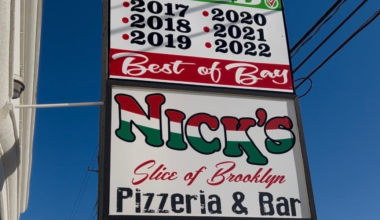 2017 2020
2018 2021
2019 2022
Best of Bay
NICK'S
Slice of Brooklyn
Pizzeria & Bar